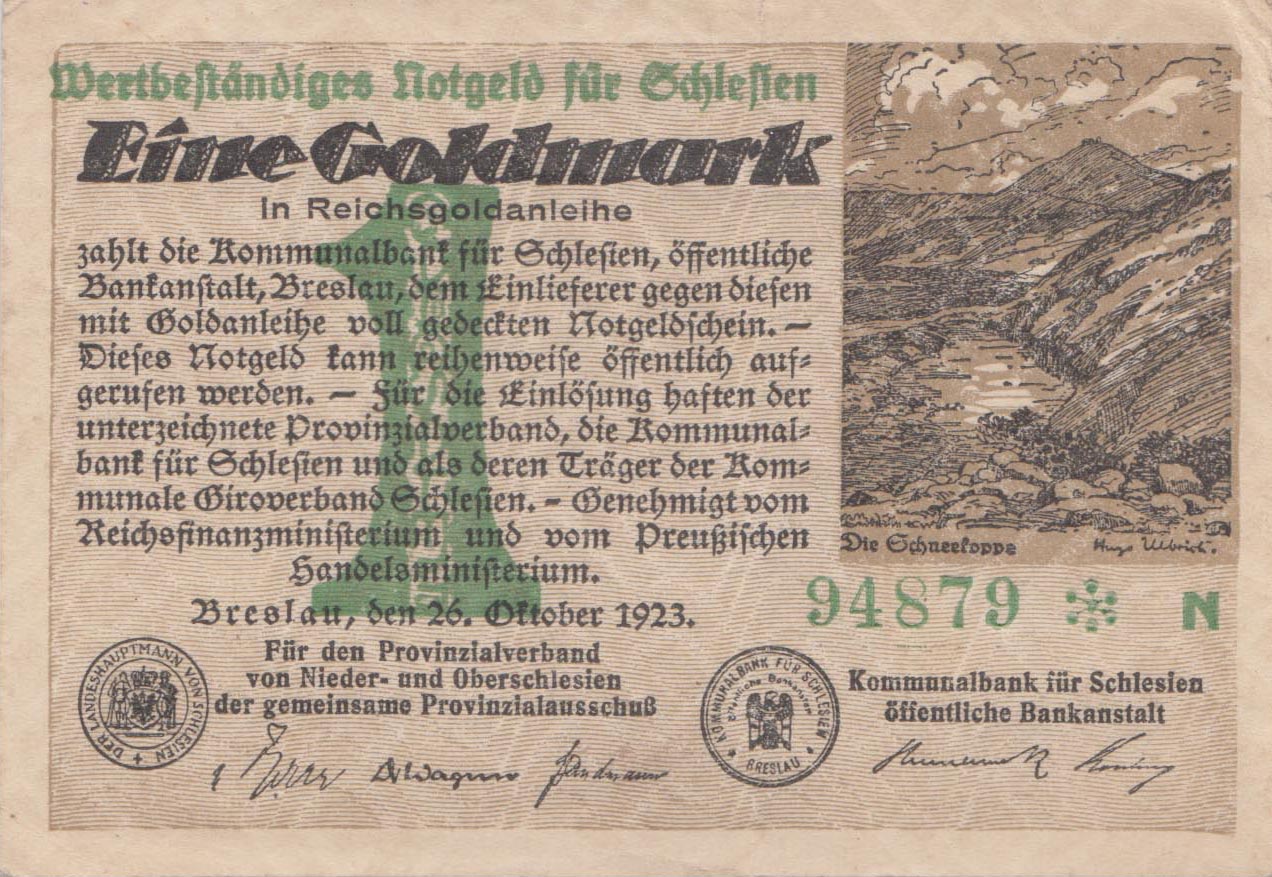 Wertbeständiges Notgeld für Schlesien
Eine Goldmark
in Reichsgoldanleihe
zahlt die Kommunalbank für Schlesien, öffentliche
Bankanstalt, Breslau, dem Einlieferer gegen diesen
mit Goldanleihe voll gedeckten Notgeldschein. –
Dieses Notgeld kann reihenweise öffentlich auf-
gerufen werden. – Für die Einlösung haften der
unterzeichnete Provinzialverband, die Kommunal-
bank für Schlesien und als deren Träger der Kom-
munale Giroverband Schlesien. – Genehmigt vom
Reichsfinanzministerium und vom Preußischen
Handelsministerium.
Breslau, den 26. Oktober 1923.
1
Die Schneekoppe
Hugo Ulbrich.
94879 * N
Für den Provinzialverband
von Nieder- und Oberschlesien
der gemeinsame Provinzialausschuß
DER LANDESHAUPTMANN VON SCHLESIEN
KOMMUNALBANK FÜR SCHLESIEN
öffentliche Bankanstalt
BRESLAU
Kommunalbank für Schlesien
öffentliche Bankanstalt